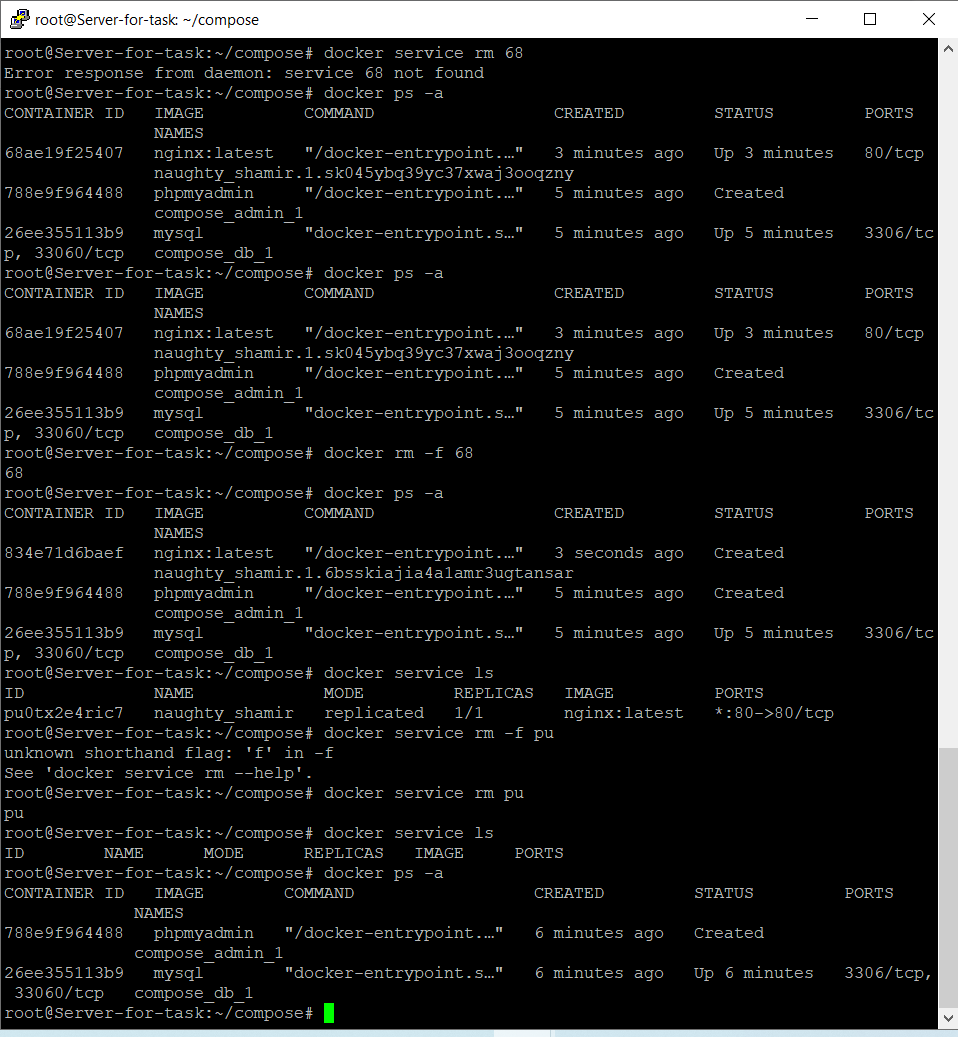 root@Server-for-task: ~/compose
root@Server-for-task:~/compose# docker service rm 68
Error response from daemon: service 68 not found
root@Server-for-task:~/compose# docker ps -a
CONTAINER ID   IMAGE          COMMAND                  CREATED         STATUS         PORTS
               NAMES
68ae19f25407   nginx:latest   "/docker-entrypoint.…"   3 minutes ago   Up 3 minutes   80/tcp
               naughty_shamir.1.sk045ybq39yc37xwaj3ooqzny
788e9f964488   phpmyadmin     "/docker-entrypoint.…"   5 minutes ago   Created
               compose_admin_1
26ee355113b9   mysql          "docker-entrypoint.s…"   5 minutes ago   Up 5 minutes   3306/tc
p, 33060/tcp   compose_db_1
root@Server-for-task:~/compose# docker ps -a
CONTAINER ID   IMAGE          COMMAND                  CREATED         STATUS         PORTS
               NAMES
68ae19f25407   nginx:latest   "/docker-entrypoint.…"   3 minutes ago   Up 3 minutes   80/tcp
               naughty_shamir.1.sk045ybq39yc37xwaj3ooqzny
788e9f964488   phpmyadmin     "/docker-entrypoint.…"   5 minutes ago   Created
               compose_admin_1
26ee355113b9   mysql          "docker-entrypoint.s…"   5 minutes ago   Up 5 minutes   3306/tc
p, 33060/tcp   compose_db_1
root@Server-for-task:~/compose# docker rm -f 68
68
root@Server-for-task:~/compose# docker ps -a
CONTAINER ID   IMAGE          COMMAND                  CREATED         STATUS         PORTS
               NAMES
834e71d6baef   nginx:latest   "/docker-entrypoint.…"   3 seconds ago   Created
               naughty_shamir.1.6bsskiajia4a1amr3ugtansar
788e9f964488   phpmyadmin     "/docker-entrypoint.…"   5 minutes ago   Created
               compose_admin_1
26ee355113b9   mysql          "docker-entrypoint.s…"   5 minutes ago   Up 5 minutes   3306/tc
p, 33060/tcp   compose_db_1
root@Server-for-task:~/compose# docker service ls
ID             NAME             MODE         REPLICAS   IMAGE          PORTS
pu0tx2e4ric7   naughty_shamir   replicated   1/1        nginx:latest   *:80->80/tcp
root@Server-for-task:~/compose# docker service rm -f pu
unknown shorthand flag: 'f' in -f
See 'docker service rm --help'.
root@Server-for-task:~/compose# docker service rm pu
pu
root@Server-for-task:~/compose# docker service ls
ID        NAME      MODE      REPLICAS   IMAGE     PORTS
root@Server-for-task:~/compose# docker ps -a
CONTAINER ID   IMAGE        COMMAND                  CREATED         STATUS         PORTS
             NAMES
788e9f964488   phpmyadmin   "/docker-entrypoint.…"   6 minutes ago   Created
             compose_admin_1
26ee355113b9   mysql        "docker-entrypoint.s…"   6 minutes ago   Up 6 minutes   3306/tcp,
 33060/tcp   compose_db_1
root@Server-for-task:~/compose#